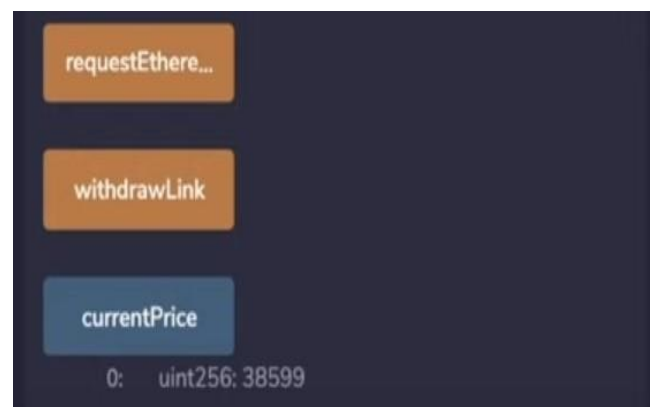 requestEthere...
withdrawLink
currentPrice
0: uint256: 38599